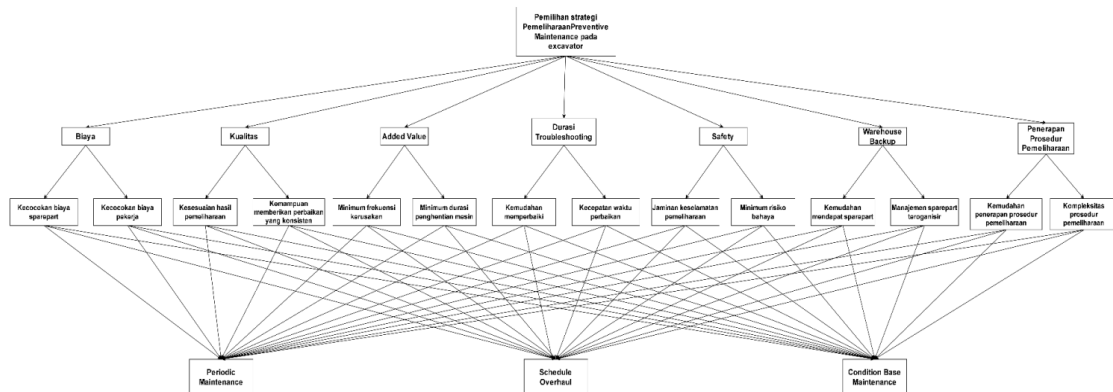 Pemilihan strategi
PemeliharaanPreventive
Maintenance pada
excavator
Biaya
Kualitas
Added Value
Durasi
Troubleshooting
Safety
Warehouse
Backup
Penerapan
Prosedur
Pemeliharaan
Kecocokan biaya
sparepart
Kecocokan biaya
pekerja
Kesesuaian hasil
pemeliharaan
Kemampuan
memberikan perbaikan
yang konsisten
Minimum frekuensi
kerusakan
Minimum durasi
penghentian mesin
Kemudahan
memperbaiki
Kecepatan waktu
perbaikan
Jaminan keselamatan
pemeliharaan
Minimum risiko
bahaya
Kemudahan
mendapat sparepart
Manajemen sparepart
teroganisir
Kemudahan
penerapan prosedur
pemeliharaan
Kompleksitas
prosedur
pemeliharaan
Periodic
Maintenance
Schedule
Overhaul
Condition Base
Maintenance